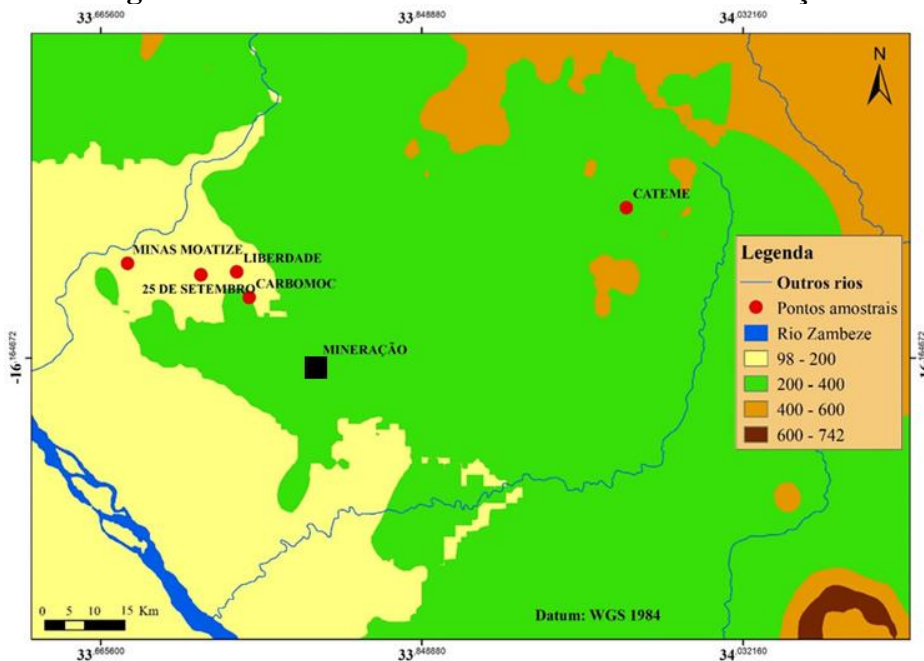 33.665600 33.848880 34.032160
N
CATEME
MINAS MOATIZE
LIBERDADE
25 DE SETEMBRO
CARBOMOC
MINERAÇÃO
-16.164672
Legenda
Outros rios
Pontos amostrais
Rio Zambeze
98 - 200
200 - 400
400 - 600
600 - 742
0 5 10 15 Km
Datum: WGS 1984
33.665600 33.848880 34.032160